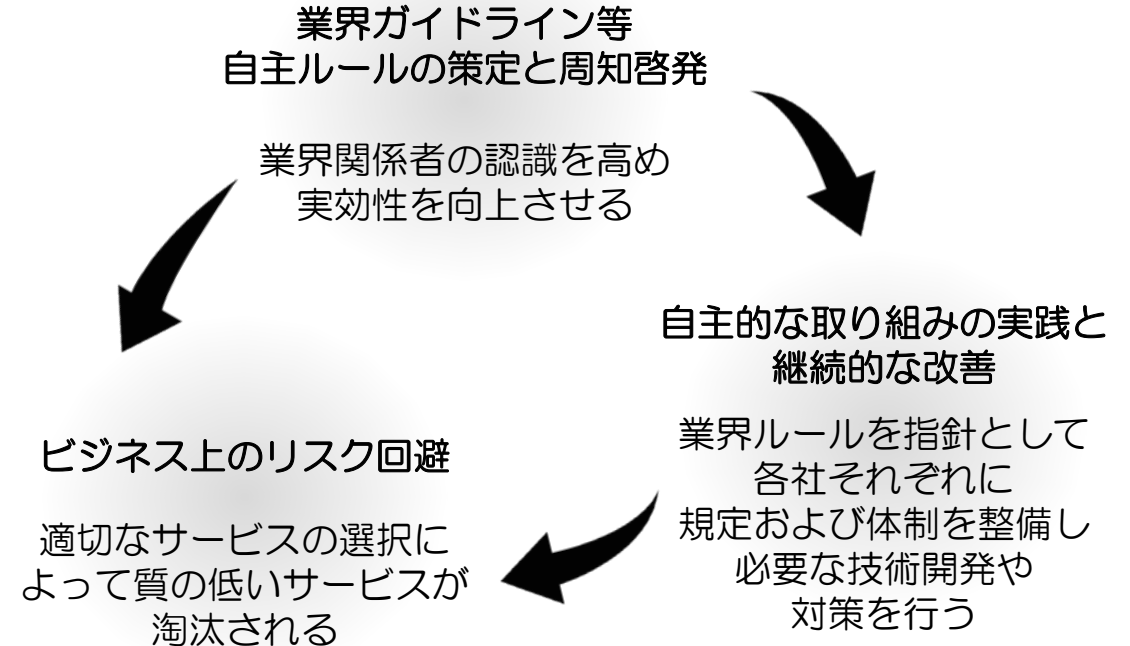 業界ガイドライン等
自主ルールの策定と周知啓発
業界関係者の認識を高め
実効性を向上させる
自主的な取り組みの実践と
継続的な改善
業界ルールを指針として
各社それぞれに
規定および体制を整備し
必要な技術開発や
対策を行う
ビジネス上のリスク回避
適切なサービスの選択に
よって質の低いサービスが
淘汰される